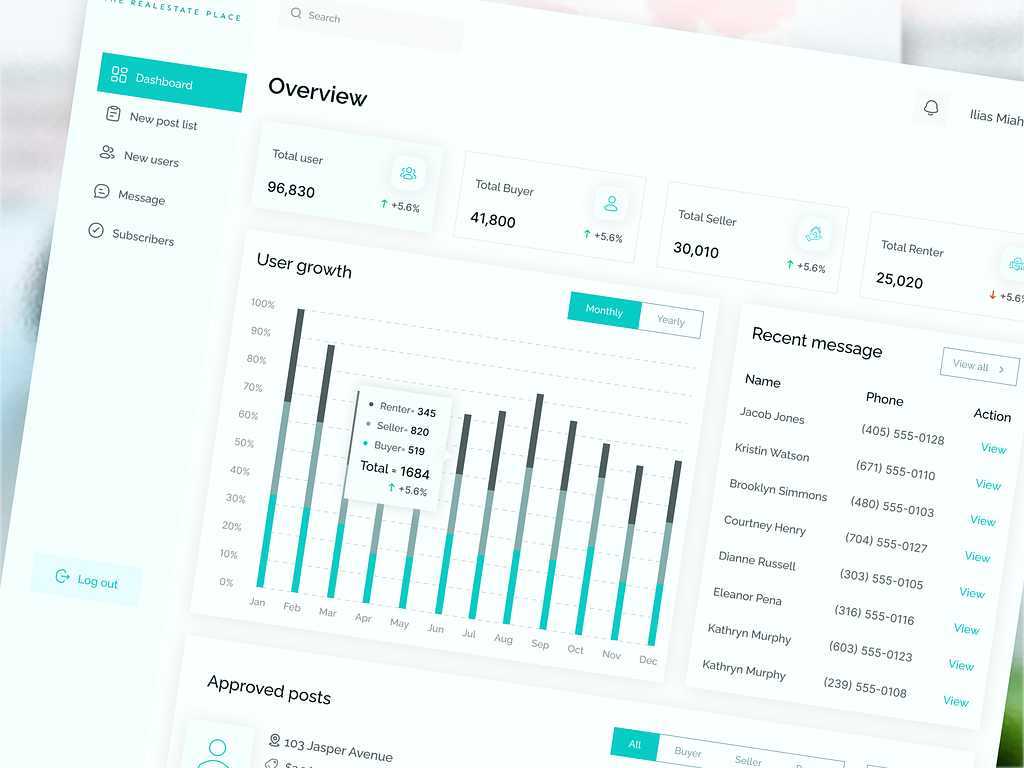 THE REALESTATE PLACE
Search
Dashboard
New post list
New users
Message
Subscribers
Log out
Overview
Ilias Miah
Total user
96,830
+5.6%
Total Buyer
41,800
+5.6%
Total Seller
30,010
+5.6%
Total Renter
25,020
+5.6%
User growth
Monthly
Yearly
100%
90%
80%
70%
60%
50%
40%
30%
20%
10%
0%
Renter= 345
Seller= 820
Buyer= 519
Total = 1684
+5.6%
Jan Feb Mar Apr May Jun Jul Aug Sep Oct Nov Dec
Recent message
View all
Name Phone Action
Jacob Jones (405) 555-0128 View
Kristin Watson (671) 555-0110 View
Brooklyn Simmons (480) 555-0103 View
Courtney Henry (704) 555-0127 View
Dianne Russell (303) 555-0105 View
Eleanor Pena (316) 555-0116 View
Kathryn Murphy (603) 555-0123 View
Kathryn Murphy (239) 555-0108 View
Approved posts
All
Buyer
Seller
103 Jasper Avenue